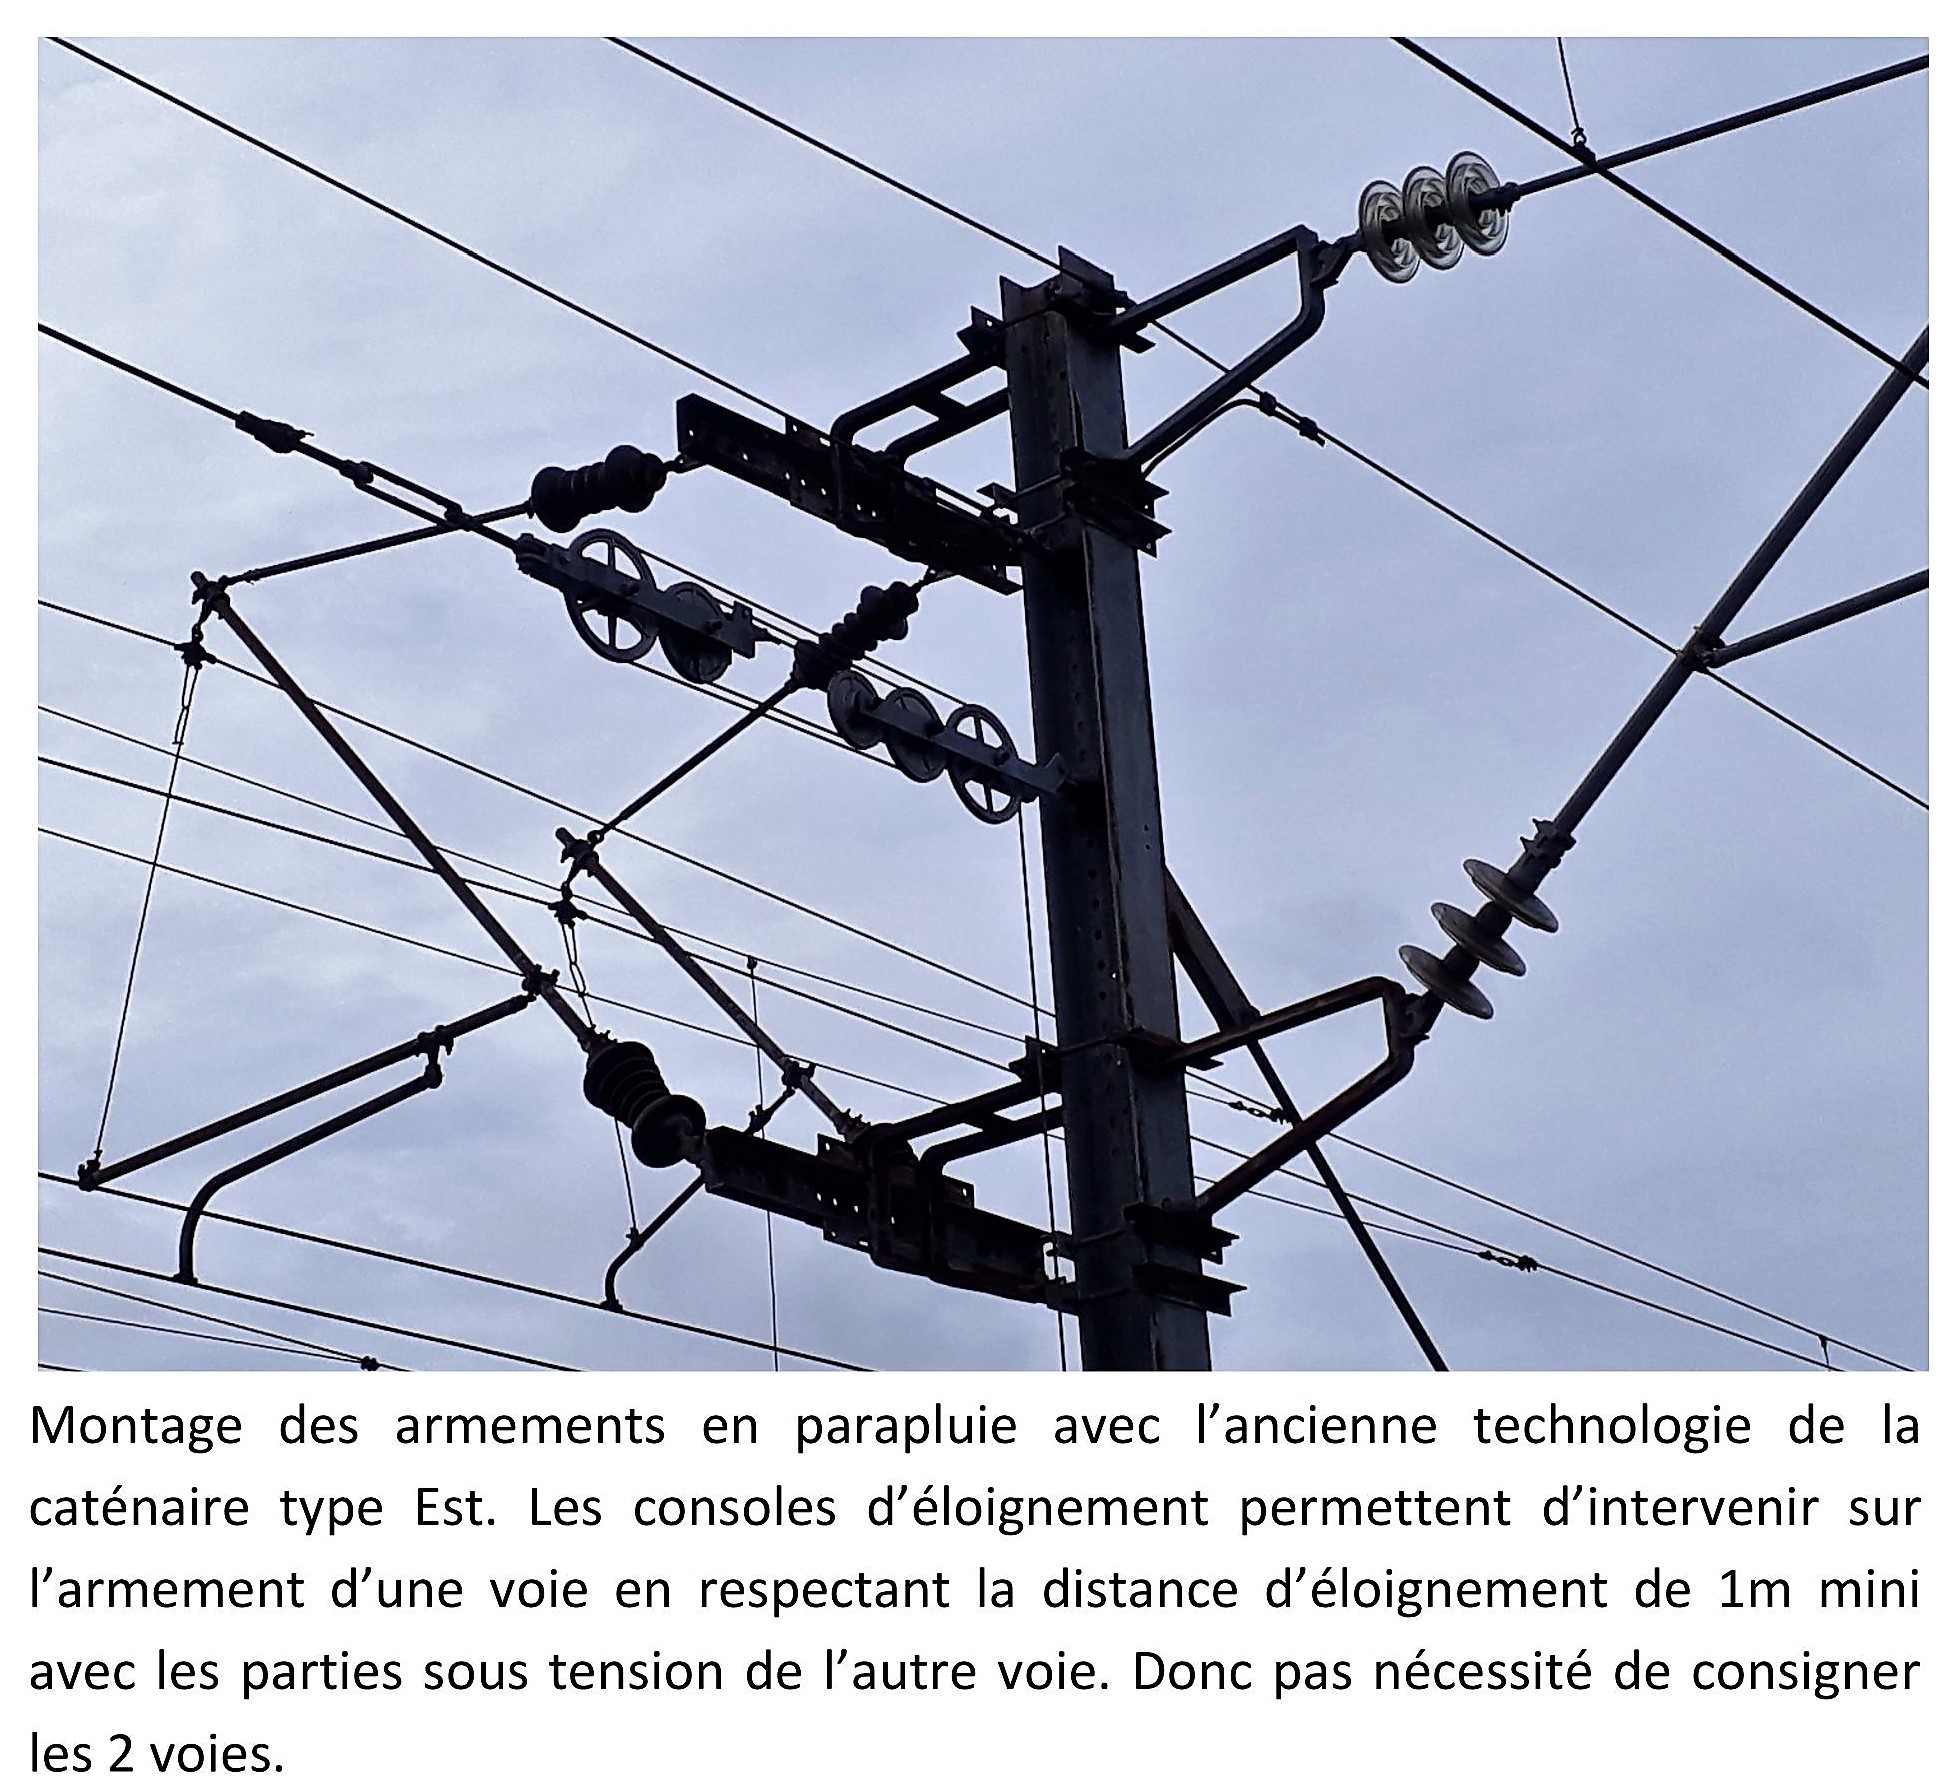 Montage des armements en parapluie avec l’ancienne technologie de la
caténaire type Est. Les consoles d’éloignement permettent d’intervenir sur
l’armement d’une voie en respectant la distance d’éloignement de 1m mini
avec les parties sous tension de l’autre voie. Donc pas nécessité de consigner
les 2 voies.